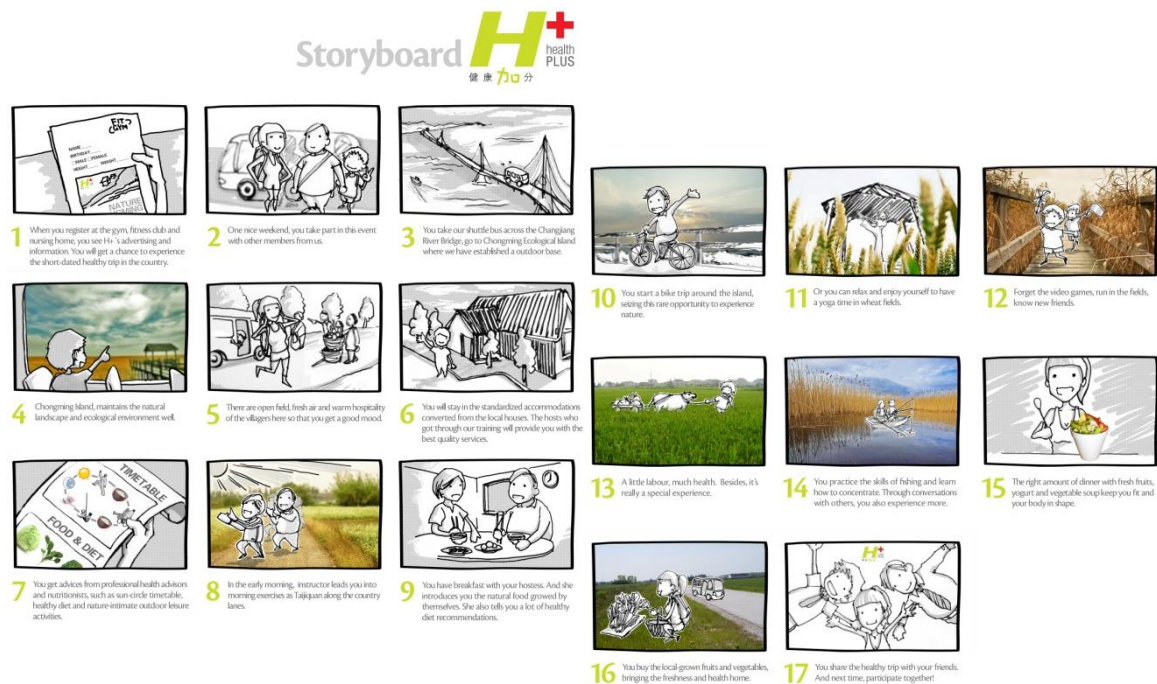 Storyboard H+
health
PLUS
健康加分
FIT
GYM
NAME
BIRTHDAY
□MALE □FEMALE
HEIGHT WEIGHT
H+
NATURE
1 When you register at the gym, fitness club and
nursing home, you see H+ 's advertising and
information. You will get a chance to experience
the short-dated healthy trip in the country.
2 One nice weekend, you take part in this event
with other members from us.
3 You take our shuttle bus across the Changjiang
River Bridge, go to Chongming Ecological Island
where we have established a outdoor base.
4 Chongming Island, maintains the natural
landscape and ecological environment well.
5 There are open field, fresh air and warm hospitality
of the villagers here so that you get a good mood.
6 You will stay in the standardized accommodations
converted from the local houses. The hosts who
got through our training will provide you with the
best quality services.
TIMETABLE
FOOD & DIET
7 You get advices from professional health advisors
and nutritionists, such as sun-circle timetable,
healthy diet and nature-intimate outdoor leisure
activities.
8 In the early morning, instructor leads you into
morning exercises as Taijiquan along the country
lanes.
9 You have breakfast with your hostess. And she
introduces you the natural food growed by
themselves. She also tells you a lot of healthy
diet recommendations.
10 You start a bike trip around the island,
seizing this rare opportunity to experience
nature.
11 Or you can relax and enjoy yourself to have
a yoga time in wheat fields.
12 Forget the video games, run in the fields,
know new friends.
13 A little labour, much health. Besides, it's
really a special experience.
14 You practice the skills of fishing and learn
how to concentrate. Through conversations
with others, you also experience more.
15 The right amount of dinner with fresh fruits,
yogurt and vegetable soup keep you fit and
your body in shape.
16 You buy the local-grown fruits and vegetables,
bringing the freshness and health home.
H+
17 You share the healthy trip with your friends.
And next time, participate together!